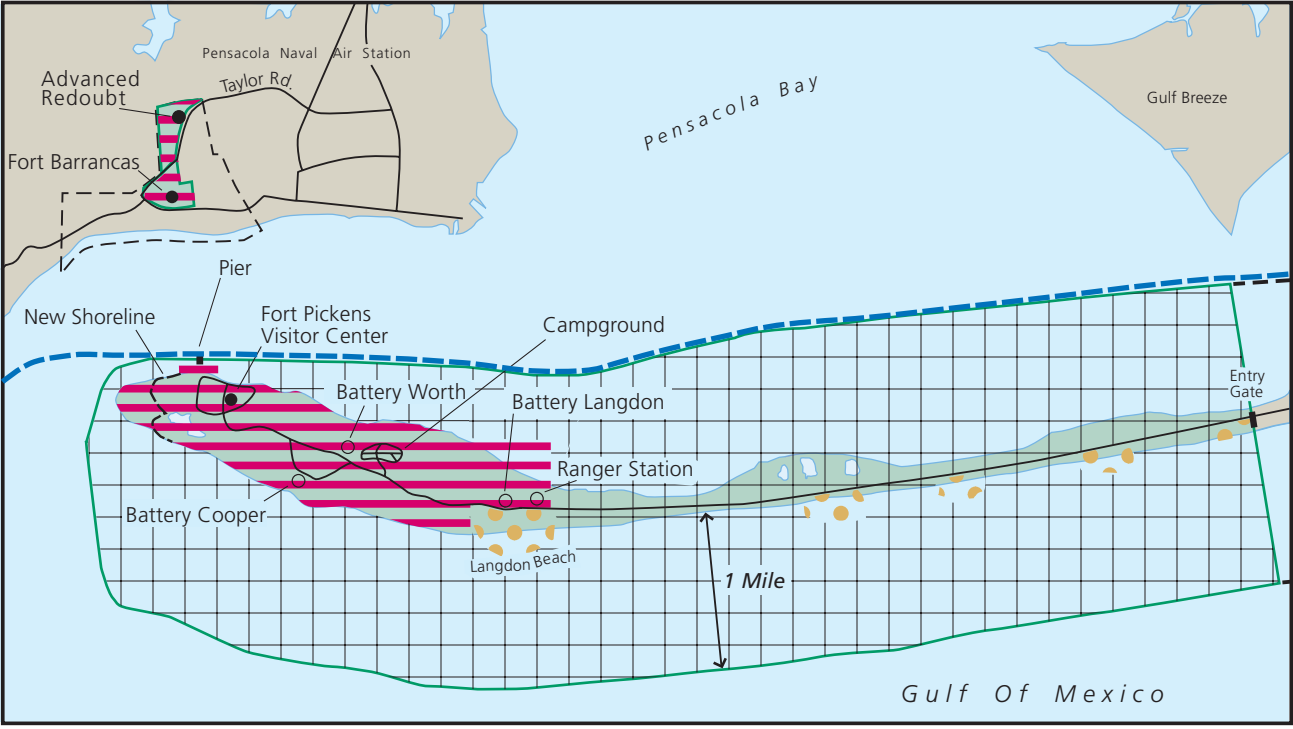 Pensacola Naval Air Station
Advanced
Redoubt
Taylor Rd.
Pensacola Bay
Gulf Breeze
Fort Barrancas
Pier
New Shoreline
Fort Pickens
Visitor Center
Campground
Entry
Gate
Battery Worth
Battery Langdon
Ranger Station
Battery Cooper
Langdon Beach
1 Mile
Gulf Of Mexico